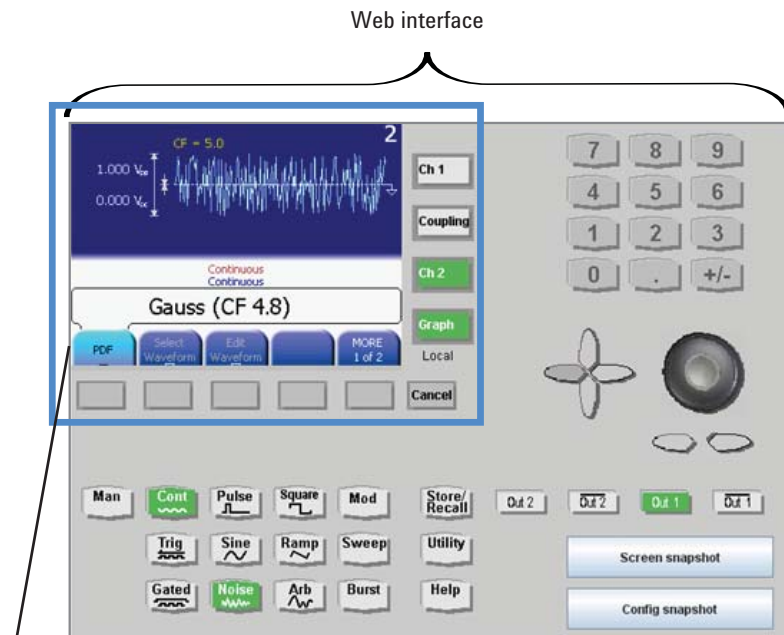 Web interface
2
CF = 5.0
1.000 V
0.000 V
Continuous
Continuous
Gauss (CF 4.8)
PDF
Select Waveform
Edit Waveform
MORE 1 of 2
Ch 1
Coupling
Ch 2
Graph
Local
Cancel
7 8 9
4 5 6
1 2 3
0 . +/-
Man Cont Pulse Square Mod
Trig Sine Ramp Sweep
Gated Noise Arb Burst
Store/
Recall
Utility
Help
Out 2 Out 2 Out 1 Out 1
Screen snapshot
Config snapshot